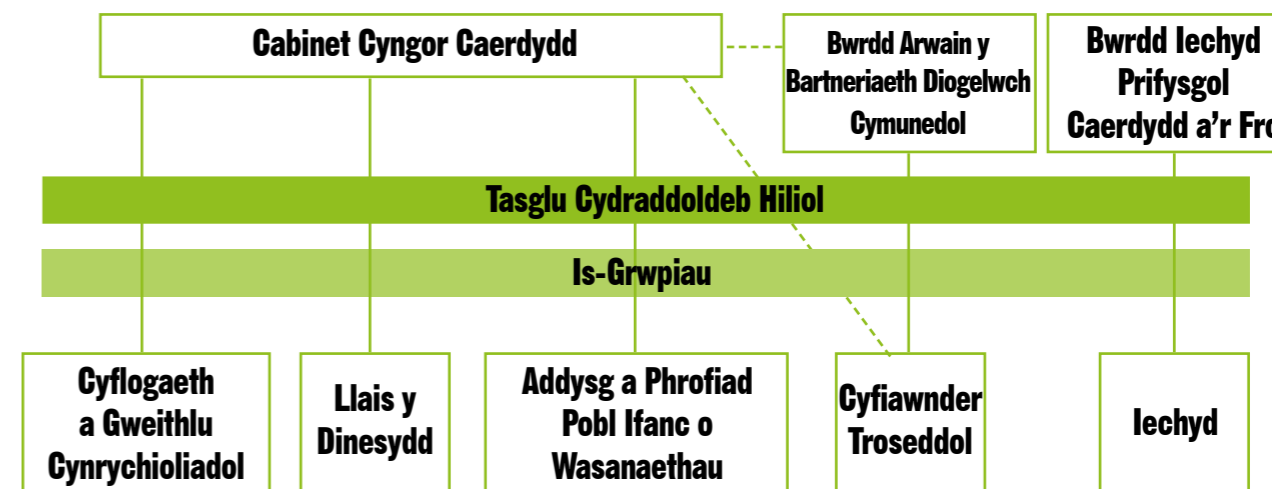 Cabinet Cyngor Caerdydd
Bwrdd Arwain y
Bartneriaeth Diogelwch
Cymunedol
Bwrdd Iechyd
Prifysgol
Caerdydd a'r Fro
Tasglu Cydraddoldeb Hiliol
Is-Grwpiau
Cyflogaeth
a Gweithlu
Cynrychioliadol
Llais y
Dinesydd
Addysg a Phrofiad
Pobl Ifanc o
Wasanaethau
Cyfiawnder
Troseddol
Iechyd